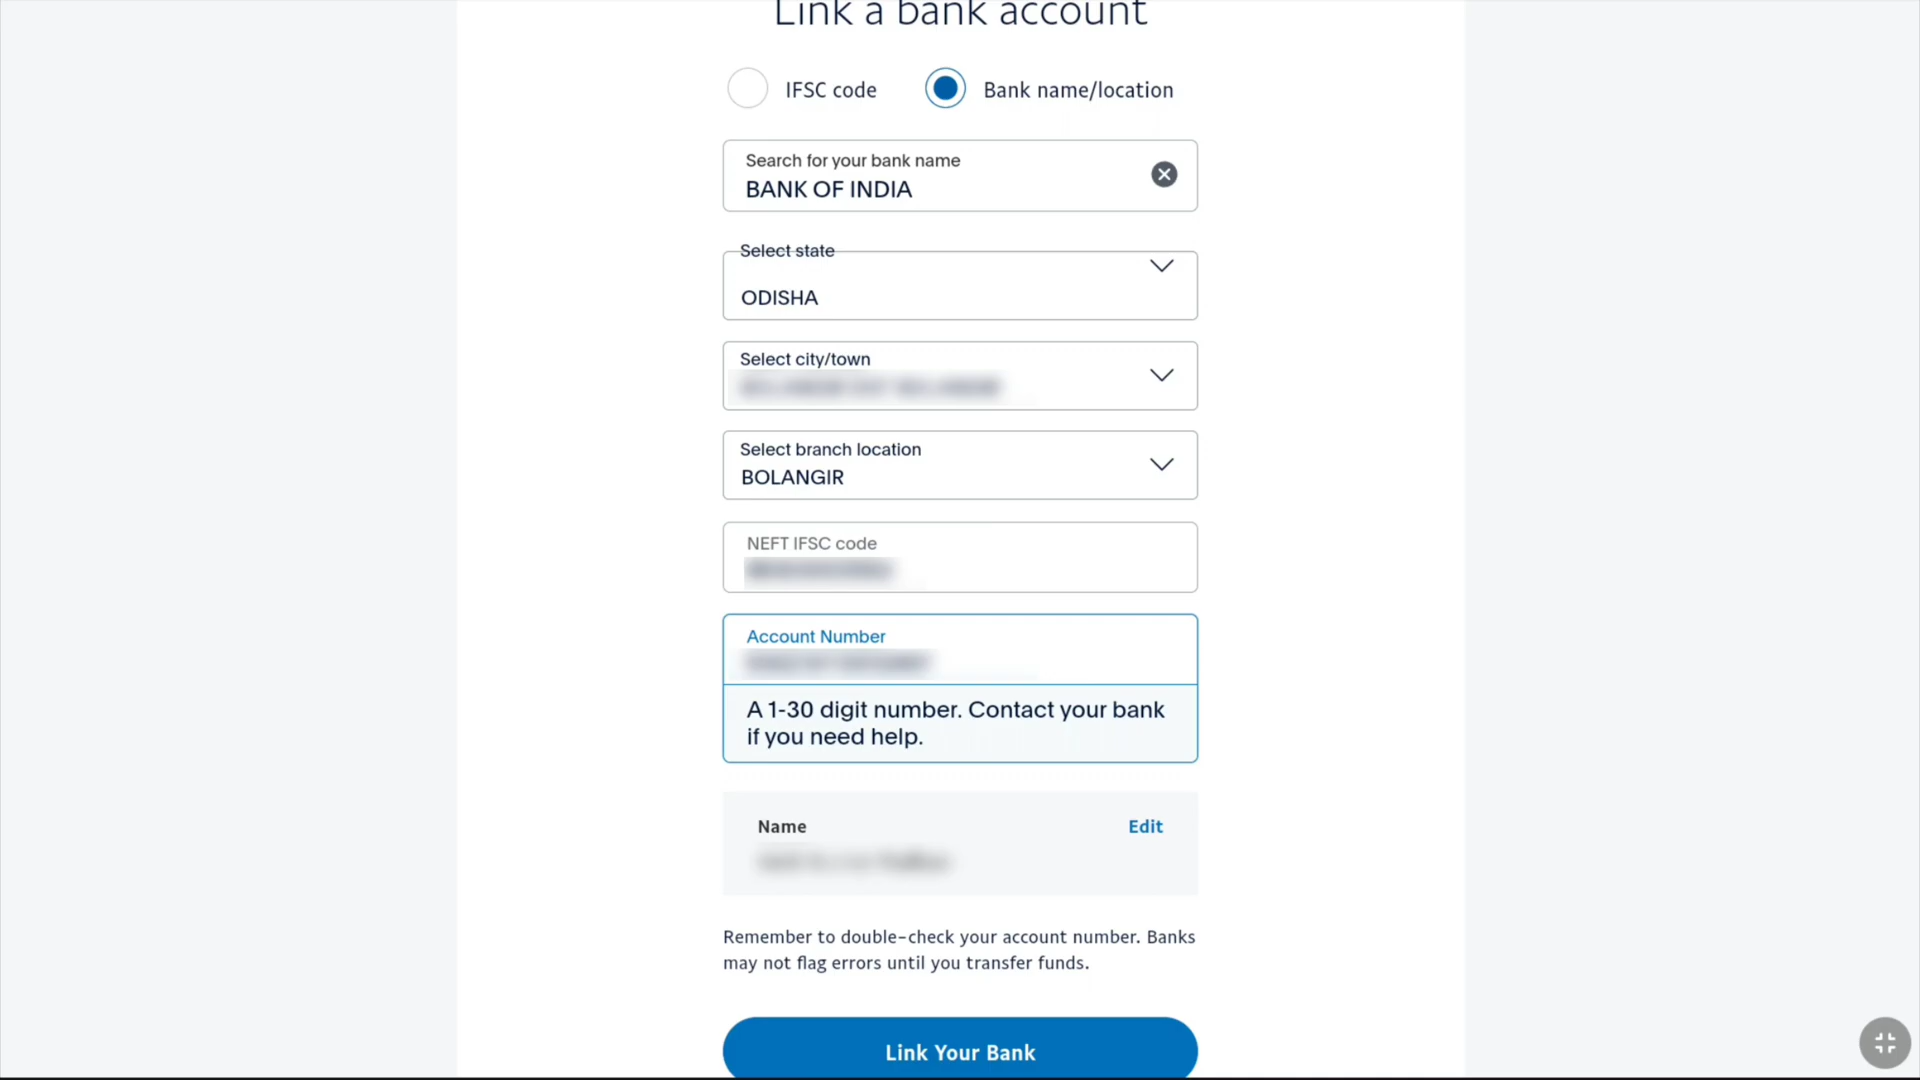 Link a bank account
IFSC code
Bank name/location
Search for your bank name
BANK OF INDIA
Select state
ODISHA
Select city/town
Select branch location
BOLANGIR
NEFT IFSC code
Account Number
A 1-30 digit number. Contact your bank
if you need help.
Name
Edit
Remember to double-check your account number. Banks
may not flag errors until you transfer funds.
Link Your Bank